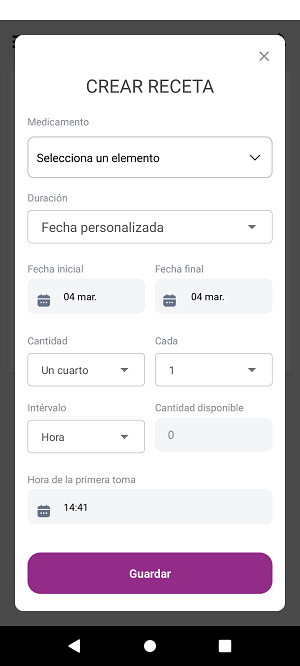 CREAR RECETA
Medicamento
Selecciona un elemento
Duración
Fecha personalizada
Fecha inicial Fecha final
04 mar. 04 mar.
Cantidad Cada
Un cuarto 1
Intérvalo Cantidad disponible
Hora 0
Hora de la primera toma
14:41
Guardar